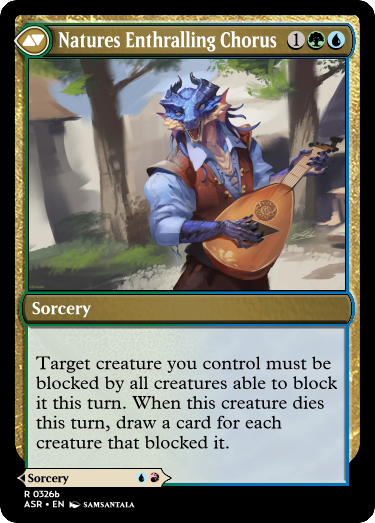 Natures Enthralling Chorus 1
Sorcery
Target creature you control must be
blocked by all creatures able to block
it this turn. When this creature dies
this turn, draw a card for each
creature that blocked it.
Sorcery
R 0326b
ASR • EN SAMSANTALA